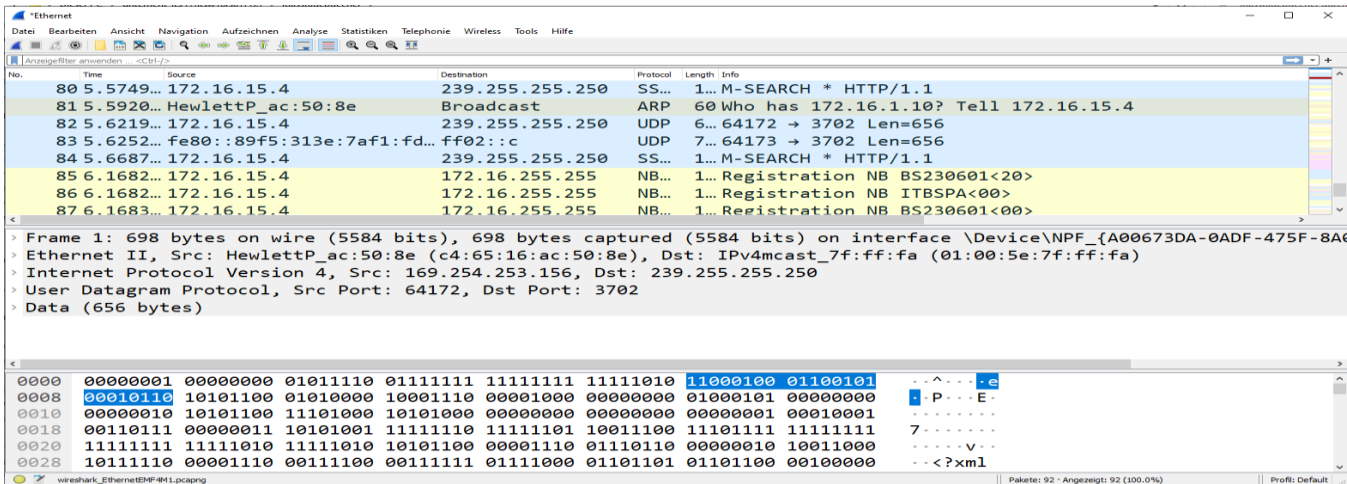 *Ethernet
Datei Bearbeiten Ansicht Navigation Aufzeichnen Analyse Statistiken Telephonie Wireless Tools Hilfe
Anzeigefilter anwenden ... <Ctrl-/>
No. Time Source Destination Protocol Length Info
80 5.5749… 172.16.15.4 239.255.255.250 SS… 1… M-SEARCH * HTTP/1.1
81 5.5920… HewlettP_ac:50:8e Broadcast ARP 60 Who has 172.16.1.10? Tell 172.16.15.4
82 5.6219… 172.16.15.4 239.255.255.250 UDP 6… 64172 → 3702 Len=656
83 5.6252… fe80::89f5:313e:7af1:fd… ff02::c UDP 7… 64173 → 3702 Len=656
84 5.6687… 172.16.15.4 239.255.255.250 SS… 1… M-SEARCH * HTTP/1.1
85 6.1682… 172.16.15.4 172.16.255.255 NB… 1… Registration NB BS230601<20>
86 6.1682… 172.16.15.4 172.16.255.255 NB… 1… Registration NB ITBSPA<00>
87 6.1683… 172.16.15.4 172.16.255.255 NB… 1… Registration NB BS230601<00>
Frame 1: 698 bytes on wire (5584 bits), 698 bytes captured (5584 bits) on interface \Device\NPF_{A00673DA-0ADF-475F-8A6
Ethernet II, Src: HewlettP_ac:50:8e (c4:65:16:ac:50:8e), Dst: IPv4mcast_7f:ff:fa (01:00:5e:7f:ff:fa)
Internet Protocol Version 4, Src: 169.254.253.156, Dst: 239.255.255.250
User Datagram Protocol, Src Port: 64172, Dst Port: 3702
Data (656 bytes)
0000 00000001 00000000 01011110 01111111 11111111 11111010 11000100 01100101 ··^····e
0008 00010110 10101100 01010000 10001110 00001000 00000000 01000101 00000000 ··P···E·
0010 00000010 10101100 11101000 10101000 00000000 00000000 00000001 00010001 ········
0018 00110111 00000011 10101001 11111110 11111101 10011100 11101111 11111111 7·······
0020 11111111 11111010 11111010 10101100 00001110 01110110 00000010 10011000 ·····v··
0028 10111110 00001110 00111100 00111111 01111000 01101101 01101100 00100000 ··<?xml
wireshark_EthernetEMF4M1.pcapng Pakete: 92 · Angezeigt: 92 (100.0%) Profil: Default